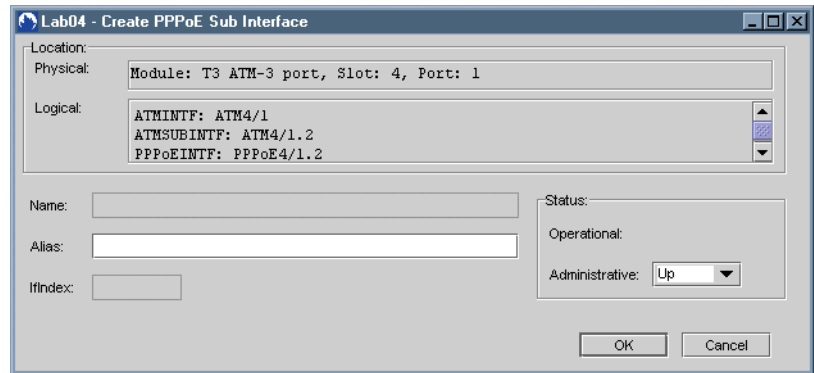 Lab04 - Create PPPoE Sub Interface
Location:
Physical: Module: T3 ATM-3 port, Slot: 4, Port: 1
Logical: ATMINTF: ATM4/1
ATMSUBINTF: ATM4/1.2
PPPoEINTF: PPPoE4/1.2
Name:
Alias:
IfIndex:
Status:
Operational:
Administrative: Up
OK Cancel